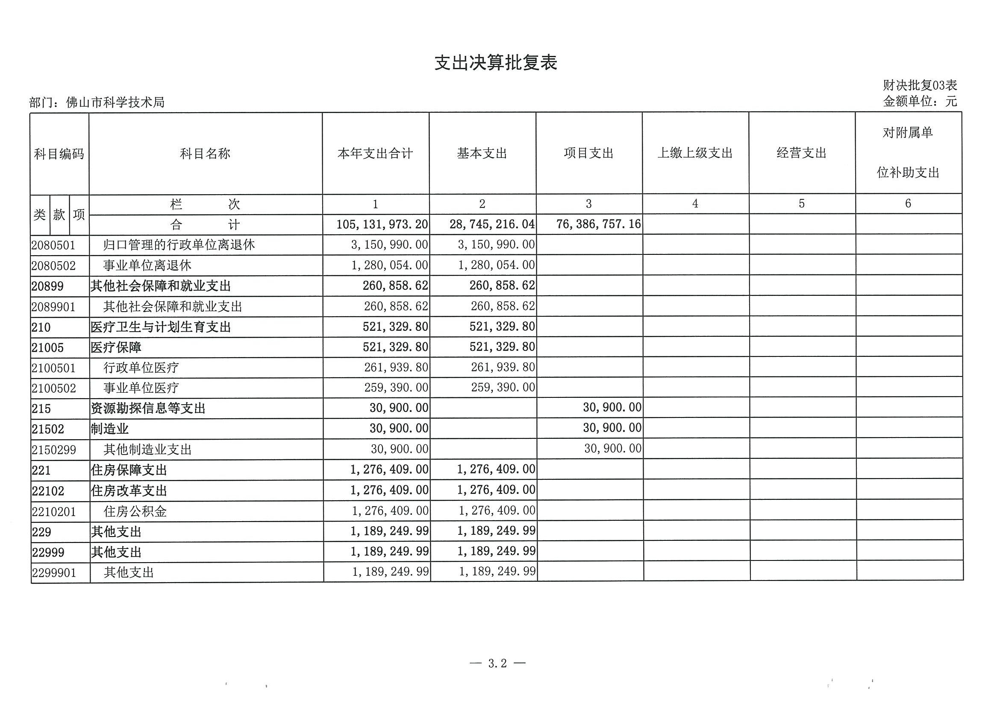 支出决算批复表
财决批复03表
部门：佛山市科学技术局 金额单位：元
科目编码 科目名称 本年支出合计 基本支出 项目支出 上缴上级支出 经营支出 对附属单
位补助支出
类 款 项 栏 次 1 2 3 4 5 6
合 计 105,131,973.20 28,745,216.04 76,386,757.16
2080501 归口管理的行政单位离退休 3,150,990.00 3,150,990.00
2080502 事业单位离退休 1,280,054.00 1,280,054.00
20899 其他社会保障和就业支出 260,858.62 260,858.62
2089901 其他社会保障和就业支出 260,858.62 260,858.62
210 医疗卫生与计划生育支出 521,329.80 521,329.80
21005 医疗保障 521,329.80 521,329.80
2100501 行政单位医疗 261,939.80 261,939.80
2100502 事业单位医疗 259,390.00 259,390.00
215 资源勘探信息等支出 30,900.00 30,900.00
21502 制造业 30,900.00 30,900.00
2150299 其他制造业支出 30,900.00 30,900.00
221 住房保障支出 1,276,409.00 1,276,409.00
22102 住房改革支出 1,276,409.00 1,276,409.00
2210201 住房公积金 1,276,409.00 1,276,409.00
229 其他支出 1,189,249.99 1,189,249.99
22999 其他支出 1,189,249.99 1,189,249.99
2299901 其他支出 1,189,249.99 1,189,249.99
— 3.2 —